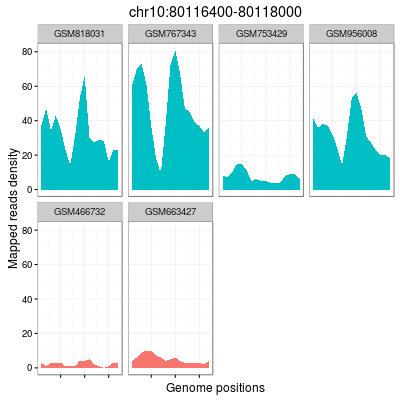 chr10:80116400-80118000
GSM818031 GSM767343 GSM753429 GSM956008
80
60
40
20
0
Mapped reads density
GSM466732 GSM663427
80
60
40
20
0
Genome positions